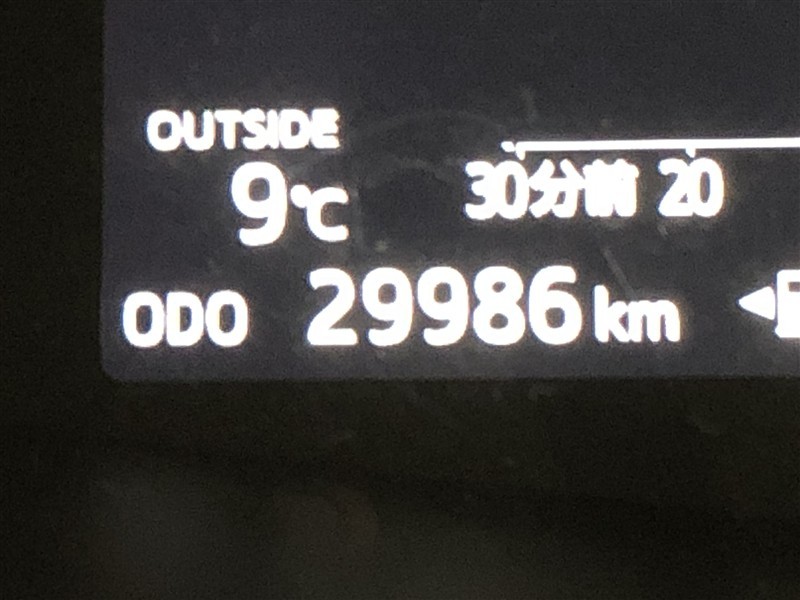 OUTSIDE
9℃
30分前 20
ODO 29986 km